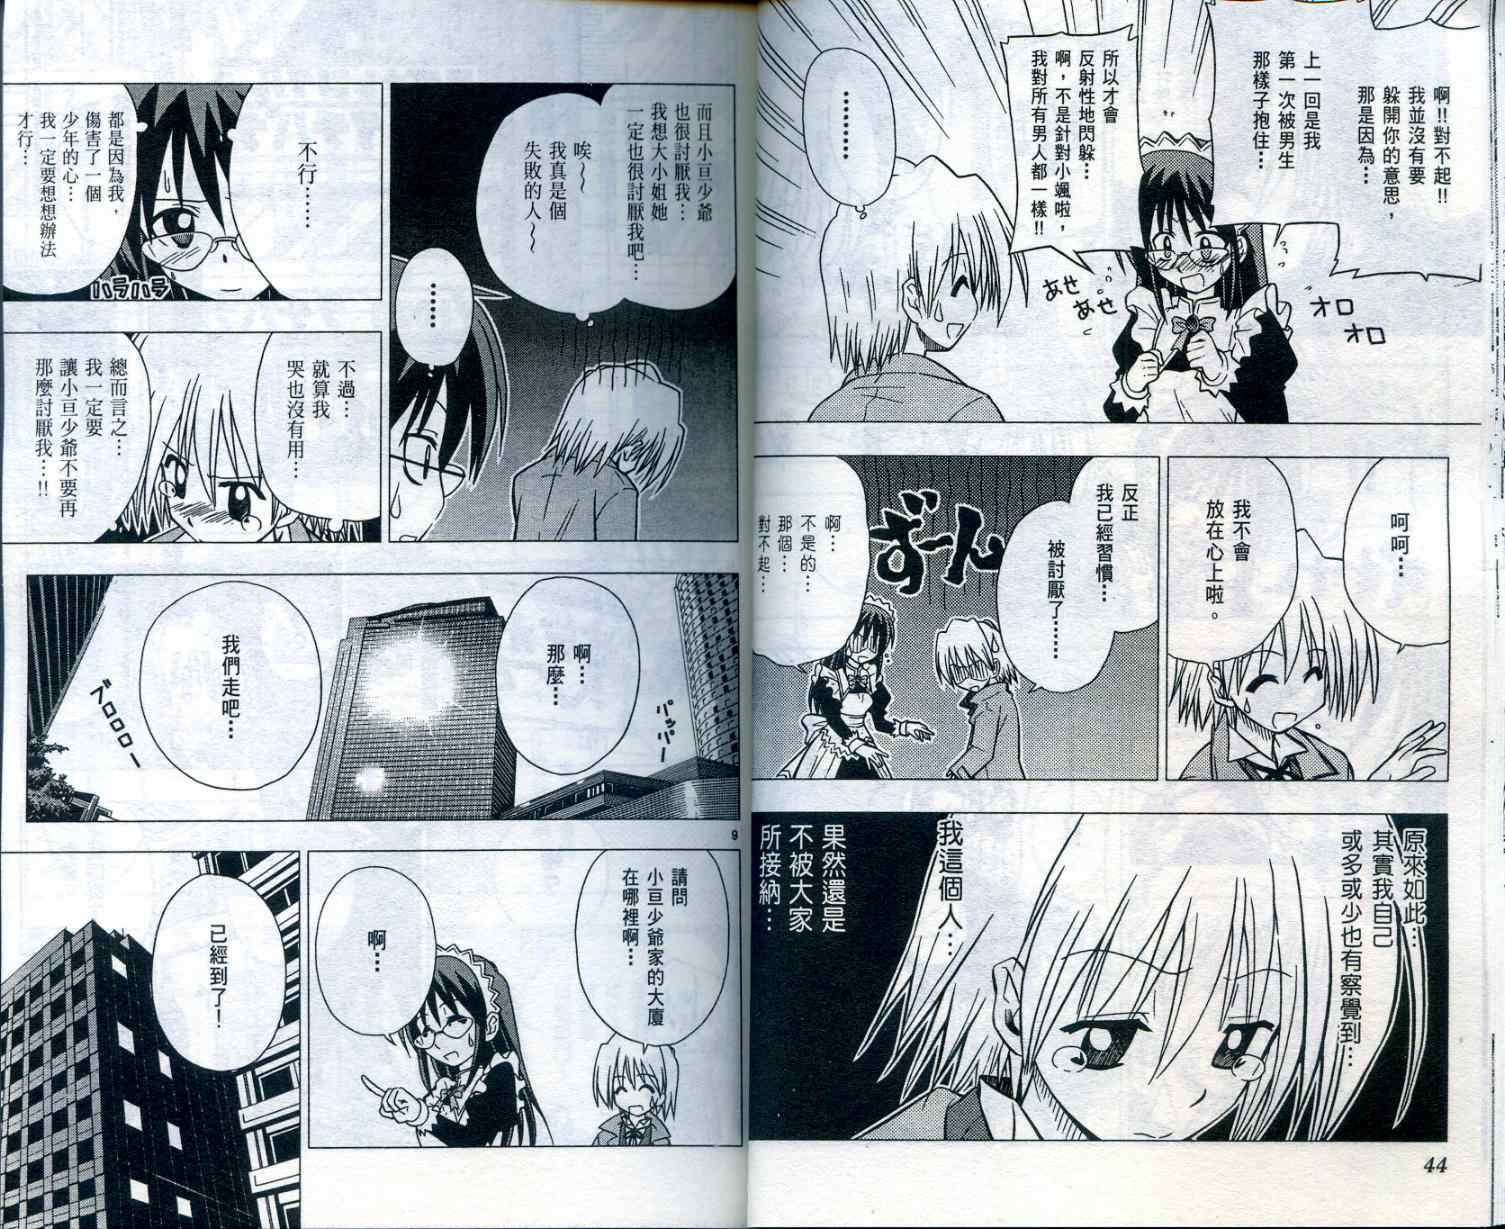 啊!!對不起!!
我並沒有要
躲開你的意思，
那是因為…
上一回是我
第一次被男生
那樣子抱住…
所以才會
反射性地閃躲…
啊，不是針對小颯啦，
我對所有男人都一樣!!
………
あせ
あせ
オロ
オロ
呵呵…
我不會
放在心上啦。
反正
我已經習慣…
被討厭了……
ずーん
啊…
不是的…
那個…
對不起…
原來如此…
其實我自己
或多或少也有察覺到…
我這個人…
果然還是
不被大家
所接納…
44
而且小亘少爺
也很討厭我…
我想大小姐她
一定也很討厭我吧…
唉～
我真是個
失敗的人～
……
不行……
都是因為我，
傷害了一個
少年的心…
我一定要想想辦法
才行…
ハラハラ
不過…
就算我
哭也沒有用…
總而言之…
我一定要
讓小亘少爺不要再
那麼討厭我…!!
啊…
那麼…
パッパー
我們走吧…
ブロロロー
9
請問
小亘少爺家的大廈
在哪裡啊…
啊…
已經到了!